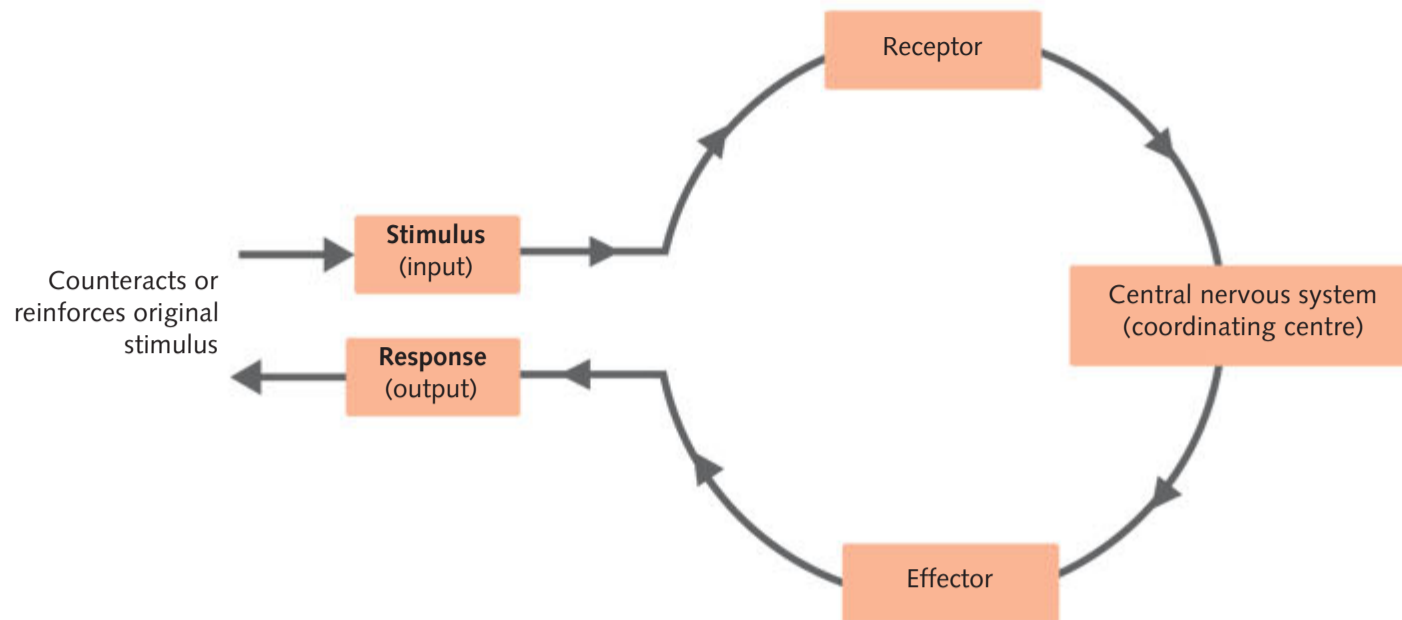 Receptor
Stimulus
(input)
Counteracts or
reinforces original
stimulus
Central nervous system
(coordinating centre)
Response
(output)
Effector